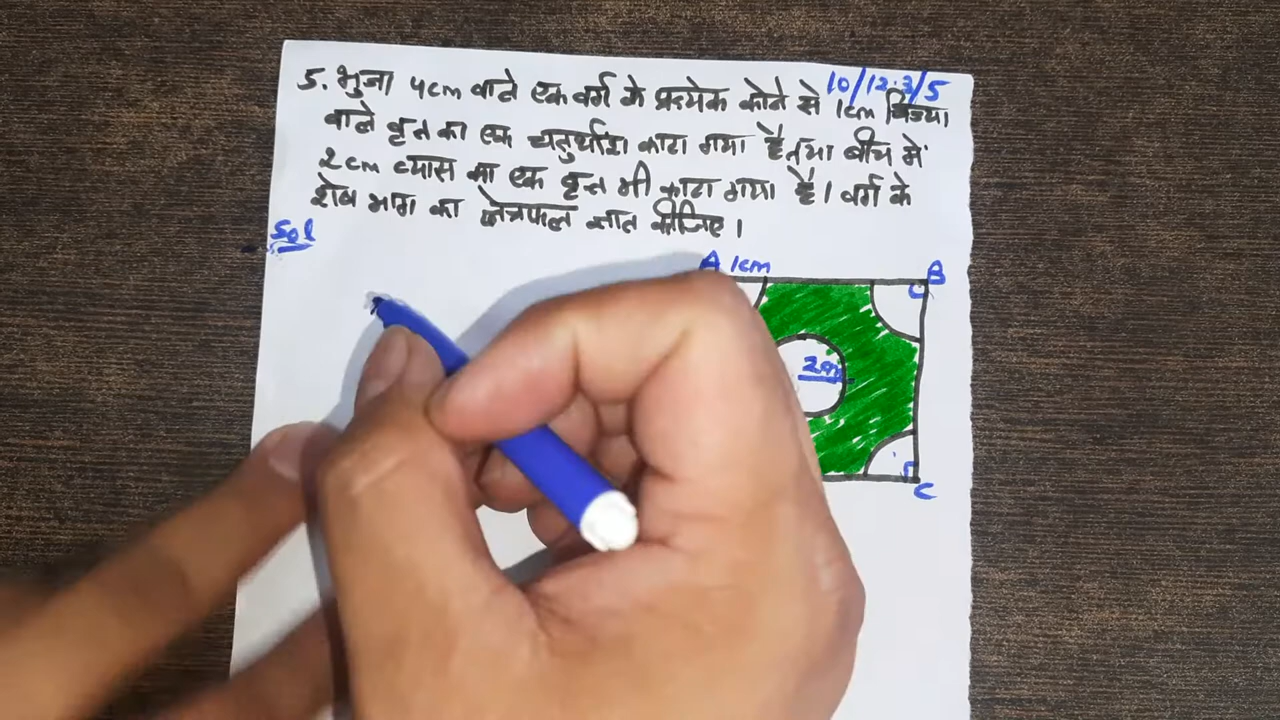 5. भुजा 4cm वाले एक वर्ग के प्रत्येक कोने से 1cm त्रिज्या
10/12.3/5
वाले वृत्त का एक चतुर्थांश काटा गया है तथा बीच में
2cm व्यास का एक वृत्त भी काटा गया है। वर्ग के
शेष भाग का क्षेत्रफल ज्ञात कीजिए।
Sol
A 1cm B
2cm
C